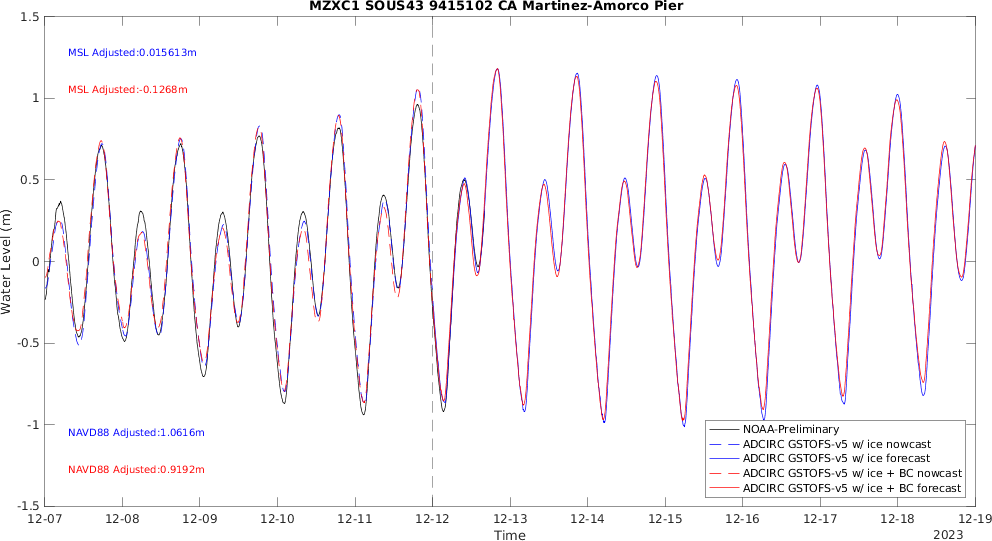 MZXC1 SOUS43 9415102 CA Martinez-Amorco Pier
1.5
1
0.5
0
-0.5
-1
-1.5
Water Level (m)
MSL Adjusted:0.015613m
MSL Adjusted:-0.1268m
NAVD88 Adjusted:1.0616m
NAVD88 Adjusted:0.9192m
NOAA-Preliminary
ADCIRC GSTOFS-v5 w/ ice nowcast
ADCIRC GSTOFS-v5 w/ ice forecast
ADCIRC GSTOFS-v5 w/ ice + BC nowcast
ADCIRC GSTOFS-v5 w/ ice + BC forecast
12-07 12-08 12-09 12-10 12-11 12-12 12-13 12-14 12-15 12-16 12-17 12-18 12-19
Time
2023